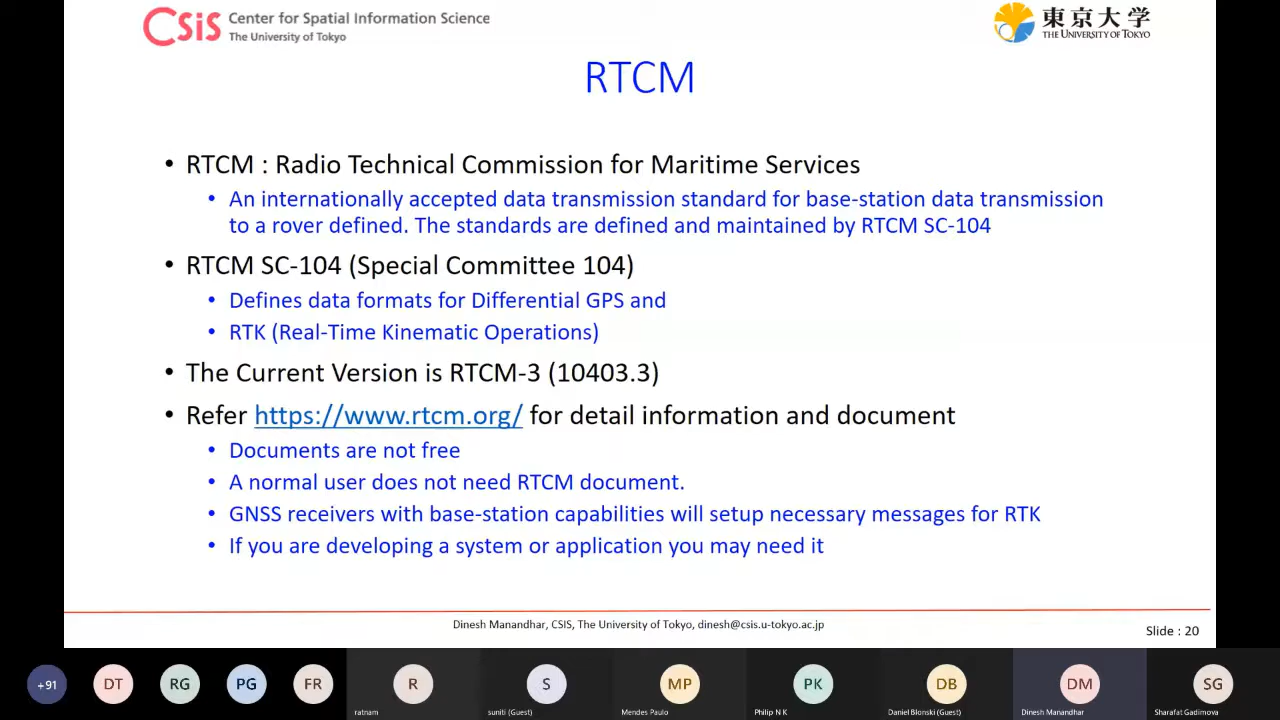 CSiS Center for Spatial Information Science
The University of Tokyo
東京大学
THE UNIVERSITY OF TOKYO
RTCM
• RTCM : Radio Technical Commission for Maritime Services
• An internationally accepted data transmission standard for base-station data transmission
to a rover defined. The standards are defined and maintained by RTCM SC-104
• RTCM SC-104 (Special Committee 104)
• Defines data formats for Differential GPS and
• RTK (Real-Time Kinematic Operations)
• The Current Version is RTCM-3 (10403.3)
• Refer https://www.rtcm.org/ for detail information and document
• Documents are not free
• A normal user does not need RTCM document.
• GNSS receivers with base-station capabilities will setup necessary messages for RTK
• If you are developing a system or application you may need it
Dinesh Manandhar, CSIS, The University of Tokyo, dinesh@csis.u-tokyo.ac.jp
Slide : 20
+91 DT RG PG FR R S MP PK DB DM SG
ratnam suniti (Guest) Mendes Paulo Philip N K Daniel Blonski (Guest) Dinesh Manandhar Sharafat Gadimova